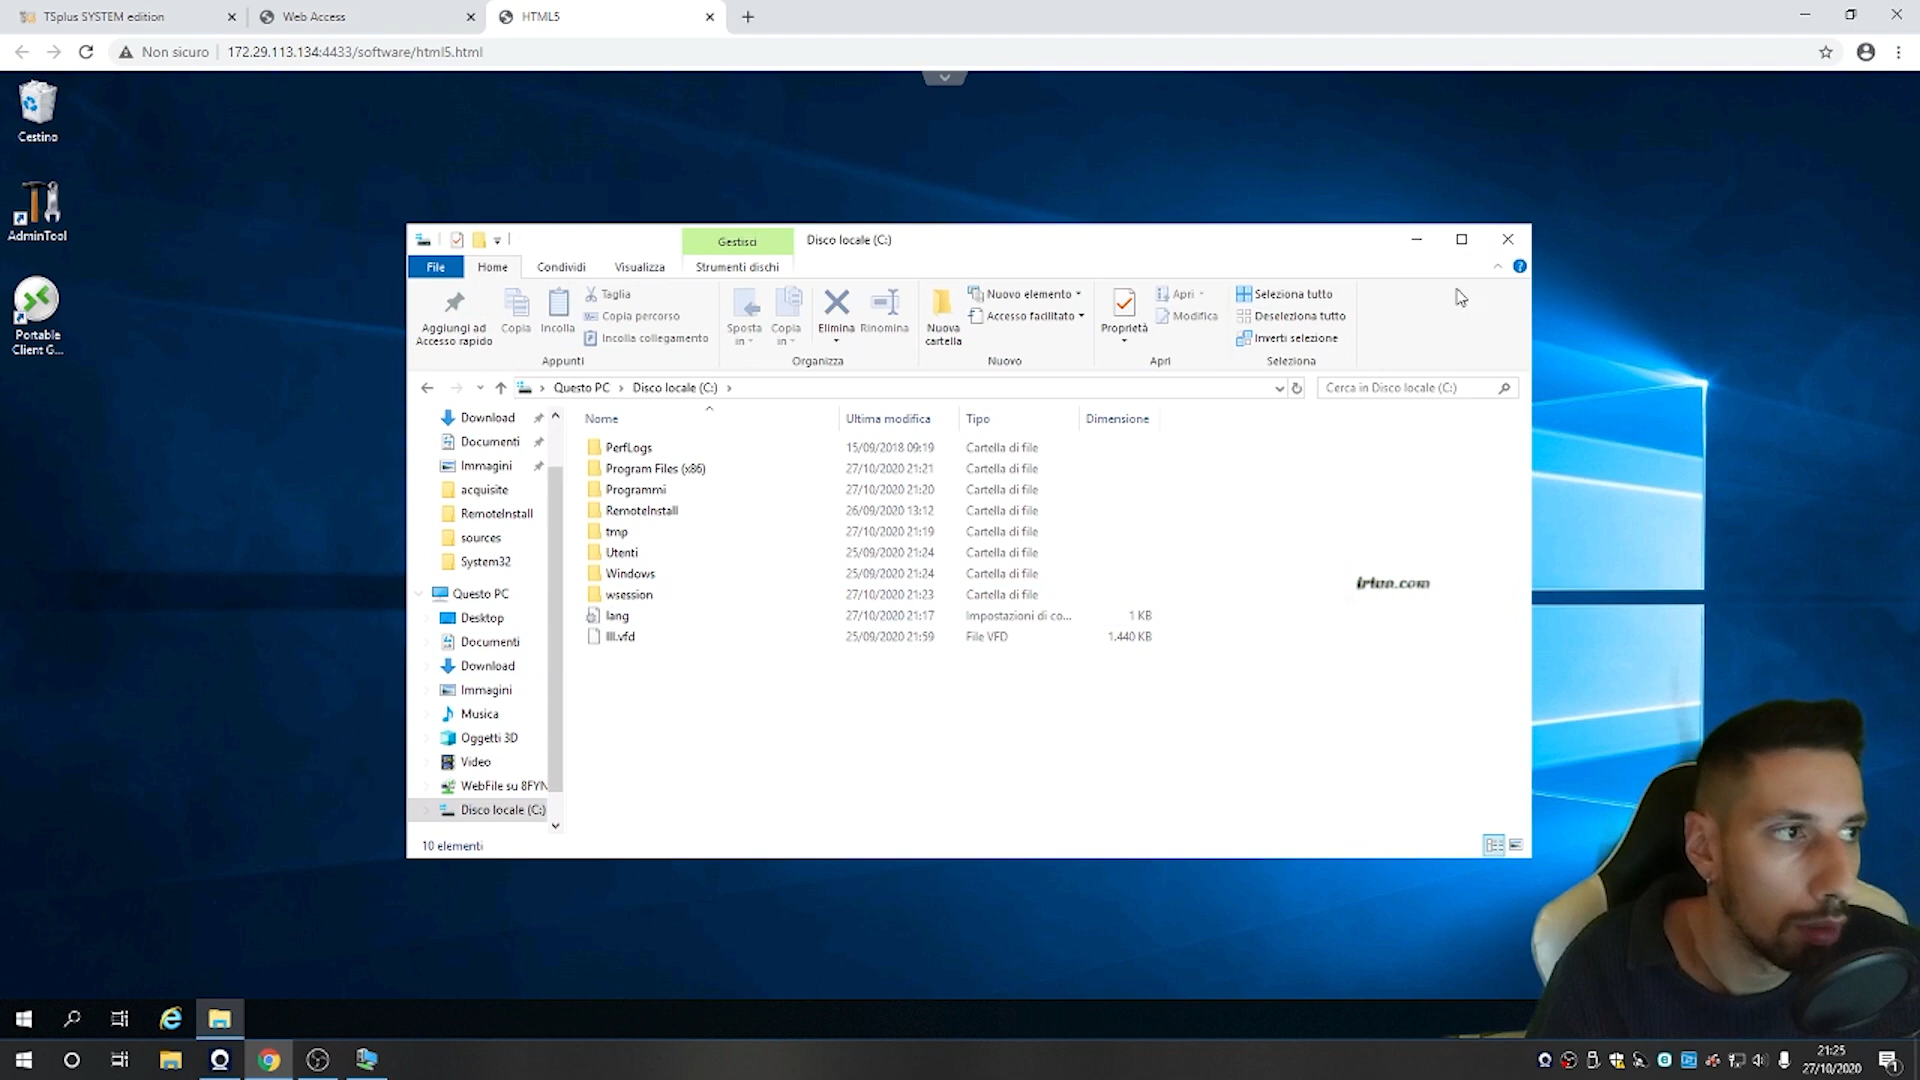 TSplus SYSTEM edition
Web Access
HTML5
Non sicuro
172.29.113.134:4433/software/html5.html
Cestino
AdminTool
Portable
Client G...
Gestisci
Disco locale (C:)
File
Home
Condividi
Visualizza
Strumenti dischi
Aggiungi ad
Accesso rapido
Copia
Incolla
Taglia
Copia percorso
Incolla collegamento
Appunti
Sposta
in
Copia
in
Elimina
Rinomina
Organizza
Nuova
cartella
Nuovo elemento
Accesso facilitato
Nuovo
Proprietà
Apri
Modifica
Apri
Seleziona tutto
Deseleziona tutto
Inverti selezione
Seleziona
Questo PC
Disco locale (C:)
Cerca in Disco locale (C:)
Download
Documenti
Immagini
acquisite
RemoteInstall
sources
System32
Questo PC
Desktop
Documenti
Download
Immagini
Musica
Oggetti 3D
Video
WebFile su 8FYN
Disco locale (C:)
Nome Ultima modifica Tipo Dimensione
PerfLogs 15/09/2018 09:19 Cartella di file
Program Files (x86) 27/10/2020 21:21 Cartella di file
Programmi 27/10/2020 21:20 Cartella di file
RemoteInstall 26/09/2020 13:12 Cartella di file
tmp 27/10/2020 21:19 Cartella di file
Utenti 25/09/2020 21:24 Cartella di file
Windows 25/09/2020 21:24 Cartella di file
wsession 27/10/2020 21:23 Cartella di file
lang 27/10/2020 21:17 Impostazioni di co... 1 KB
lll.vfd 25/09/2020 21:59 File VFD 1.440 KB
10 elementi
21:25
27/10/2020